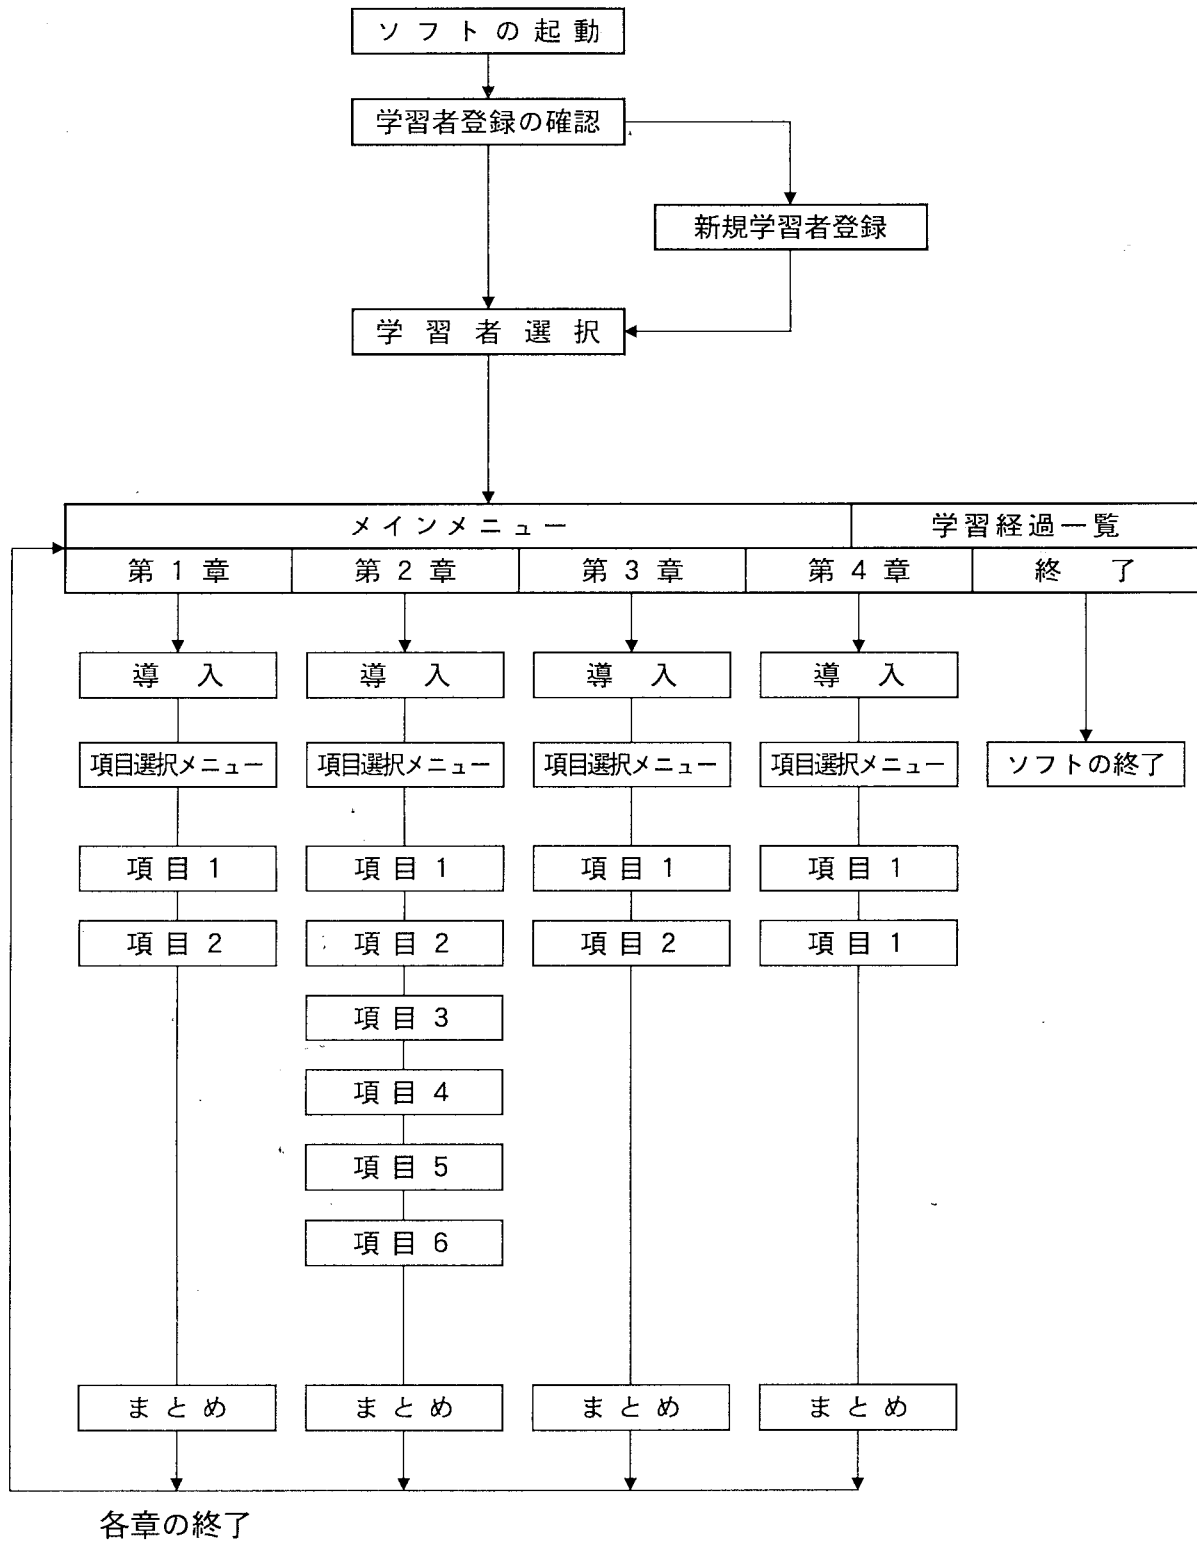 ソフトの起動
学習者登録の確認
新規学習者登録
学習者選択
メインメニュー 学習経過一覧
第1章 第2章 第3章 第4章 終了
導入 導入 導入 導入
項目選択メニュー 項目選択メニュー 項目選択メニュー 項目選択メニュー ソフトの終了
項目1 項目1 項目1 項目1
項目2 項目2 項目2 項目1
項目3
項目4
項目5
項目6
まとめ まとめ まとめ まとめ
各章の終了